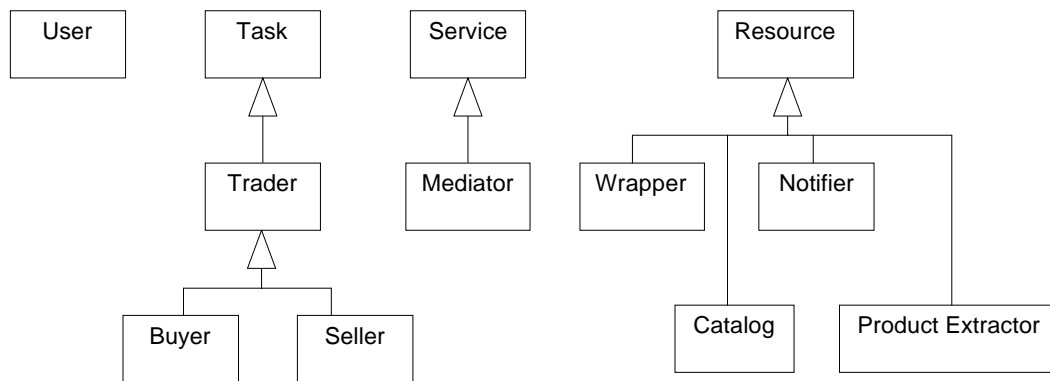 User
Task
Service
Resource
Trader
Mediator
Wrapper
Notifier
Buyer
Seller
Catalog
Product Extractor